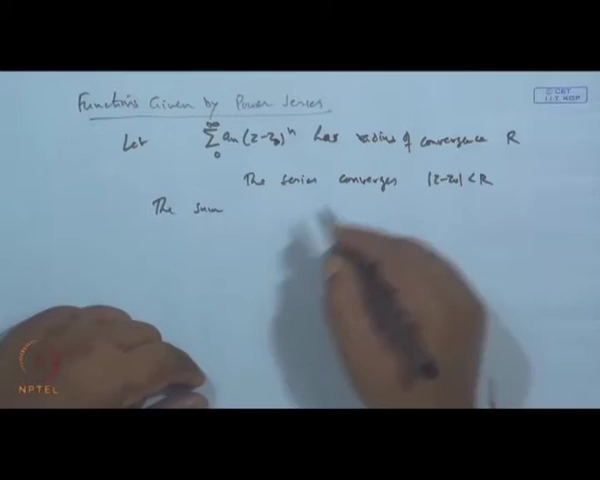 © CET
I.I.T. KGP
Functions Given by Power Series
Let ∞ Σ 0 an (z-z0)^n has radius of convergence R
The series converges |z-z0| < R
The sum
NPTEL